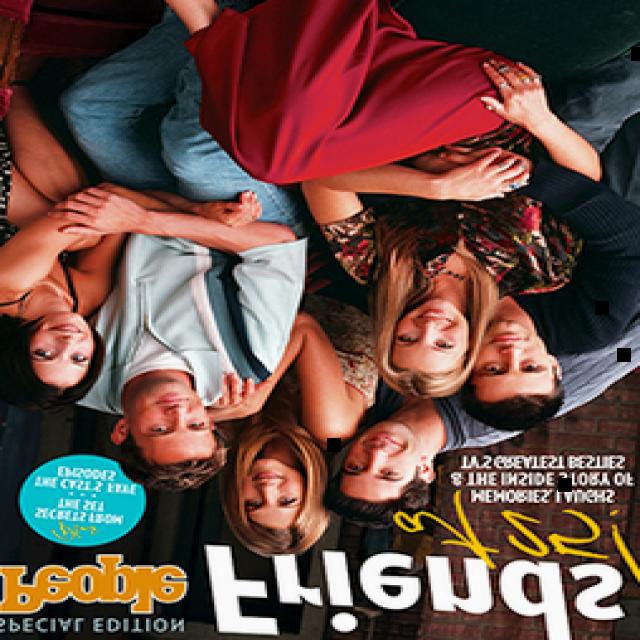 SPECIAL EDITION
People
Friends
MEMORIES, LAUGHS
& THE INSIDE STORY OF
TV'S GREATEST BESTIES
SECRETS FROM
THE SET
THE CAST'S FAVE
EPISODES